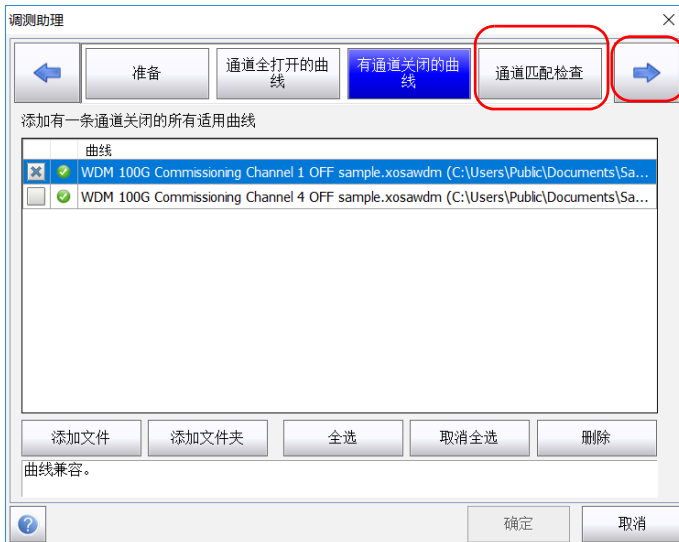 调测助理
准备
通道全打开的曲
线
有通道关闭的曲
线
通道匹配检查
添加有一条通道关闭的所有适用曲线
曲线
WDM 100G Commissioning Channel 1 OFF sample.xosawdm (C:\Users\Public\Documents\Sa...
WDM 100G Commissioning Channel 4 OFF sample.xosawdm (C:\Users\Public\Documents\Sa...
添加文件
添加文件夹
全选
取消全选
删除
曲线兼容。
确定
取消